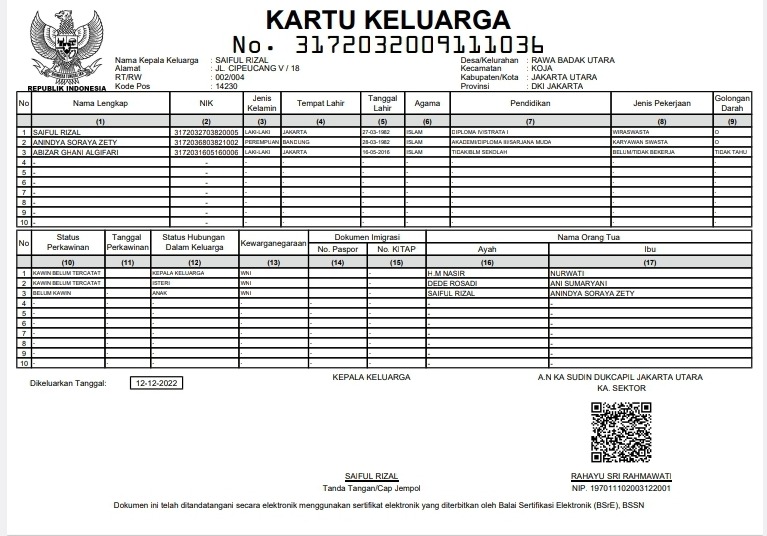 KARTU KELUARGA
No. 3172032009111036
REPUBLIK INDONESIA
Nama Kepala Keluarga : SAIFUL RIZAL
Alamat : JL. CIPEUCANG V / 18
RT/RW : 002/004
Kode Pos : 14230
Desa/Kelurahan : RAWA BADAK UTARA
Kecamatan : KOJA
Kabupaten/Kota : JAKARTA UTARA
Provinsi : DKI JAKARTA
No Nama Lengkap NIK Jenis Kelamin Tempat Lahir Tanggal Lahir Agama Pendidikan Jenis Pekerjaan Golongan Darah
(1) (2) (3) (4) (5) (6) (7) (8) (9)
1 SAIFUL RIZAL 3172032703820005 LAKI-LAKI JAKARTA 27-03-1982 ISLAM DIPLOMA IV/STRATA I WIRASWASTA O
2 ANINDYA SORAYA ZETY 3172036803821002 PEREMPUAN BANDUNG 28-03-1982 ISLAM AKADEMI/DIPLOMA III/SARJANA MUDA KARYAWAN SWASTA O
3 ABIZAR GHANI ALGIFARI 3172031605160006 LAKI-LAKI JAKARTA 16-05-2016 ISLAM TIDAK/BLM SEKOLAH BELUM/TIDAK BEKERJA TIDAK TAHU
4 - - - - - - - - -
5 - - - - - - - - -
6 - - - - - - - - -
7 - - - - - - - - -
8 - - - - - - - - -
9 - - - - - - - - -
10 - - - - - - - - -
No Status Perkawinan Tanggal Perkawinan Status Hubungan Dalam Keluarga Kewarganegaraan Dokumen Imigrasi Nama Orang Tua
No. Paspor No. KITAP Ayah Ibu
(10) (11) (12) (13) (14) (15) (16) (17)
1 KAWIN BELUM TERCATAT KEPALA KELUARGA WNI - H.M NASIR NURWATI
2 KAWIN BELUM TERCATAT ISTERI WNI - DEDE ROSADI ANI SUMARYANI
3 BELUM KAWIN - ANAK WNI - SAIFUL RIZAL ANINDYA SORAYA ZETY
4 - - - - - - -
5 - - - - - - -
6 - - - - - - -
7 - - - - - - -
8 - - - - - - -
9 - - - - - - -
10 - - - - - - -
Dikeluarkan Tanggal: 12-12-2022
KEPALA KELUARGA
SAIFUL RIZAL
Tanda Tangan/Cap Jempol
A.N KA SUDIN DUKCAPIL JAKARTA UTARA
KA. SEKTOR
RAHAYU SRI RAHMAWATI
NIP. 197011102003122001
Dokumen ini telah ditandatangani secara elektronik menggunakan sertifikat elektronik yang diterbitkan oleh Balai Sertifikasi Elektronik (BSrE), BSSN